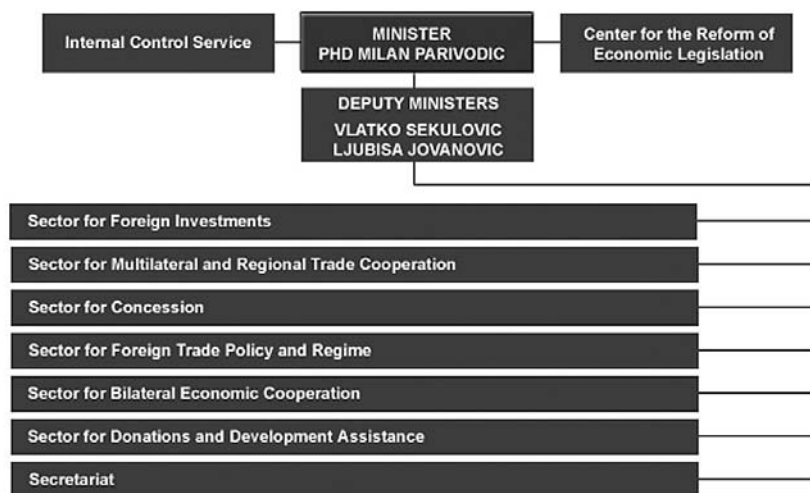 Internal Control Service
MINISTER
PHD MILAN PARIVODIC
Center for the Reform of
Economic Legislation
DEPUTY MINISTERS
VLATKO SEKULOVIC
LJUBISA JOVANOVIC
Sector for Foreign Investments
Sector for Multilateral and Regional Trade Cooperation
Sector for Concession
Sector for Foreign Trade Policy and Regime
Sector for Bilateral Economic Cooperation
Sector for Donations and Development Assistance
Secretariat